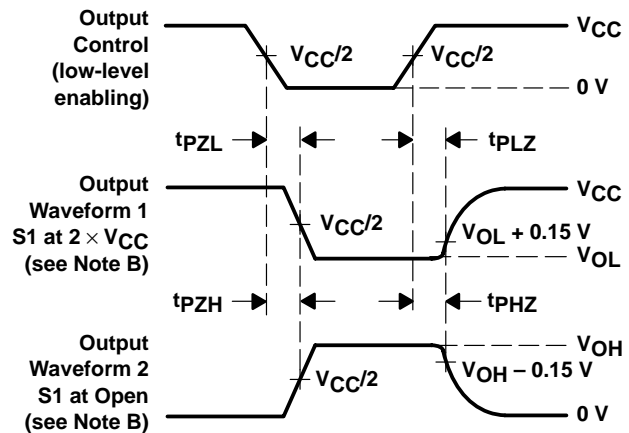 Output
Control
(low-level
enabling)
VCC/2
VCC/2
VCC
0 V
tPZL
tPLZ
Output
Waveform 1
S1 at 2 × VCC
(see Note B)
VCC/2
VCC
VOL + 0.15 V
VOL
tPZH
tPHZ
Output
Waveform 2
S1 at Open
(see Note B)
VCC/2
VOH
VOH – 0.15 V
0 V